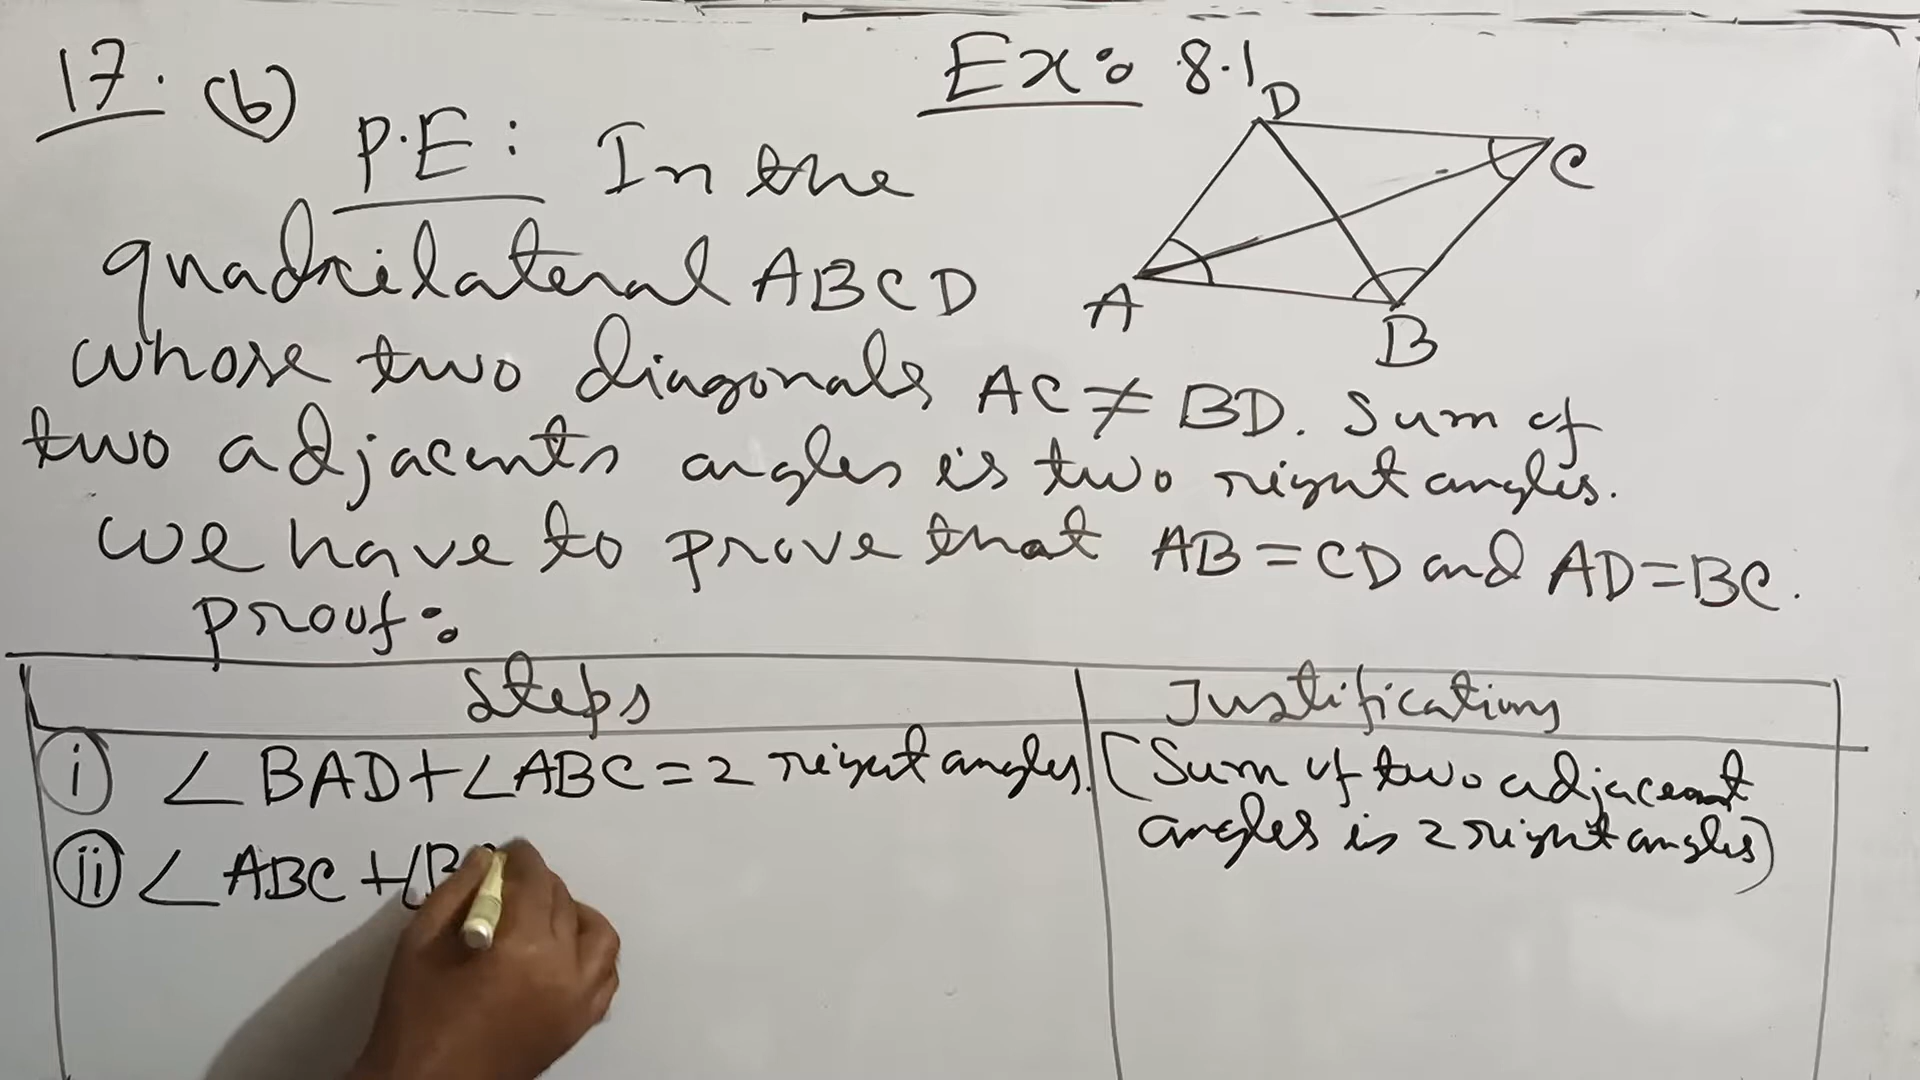 17. (b)
Ex: 8.1
P.E: In the
quadrilateral ABCD
whose two diagonals AC ≠ BD. Sum of
two adjacents angles is two right angles.
We have to prove that AB = CD and AD = BC.
Proof:
D
C
A
B
Steps
Justifications
(i) ∠BAD + ∠ABC = 2 right angles.
(Sum of two adjacent
angles is 2 right angles)
(ii) ∠ABC + ∠B